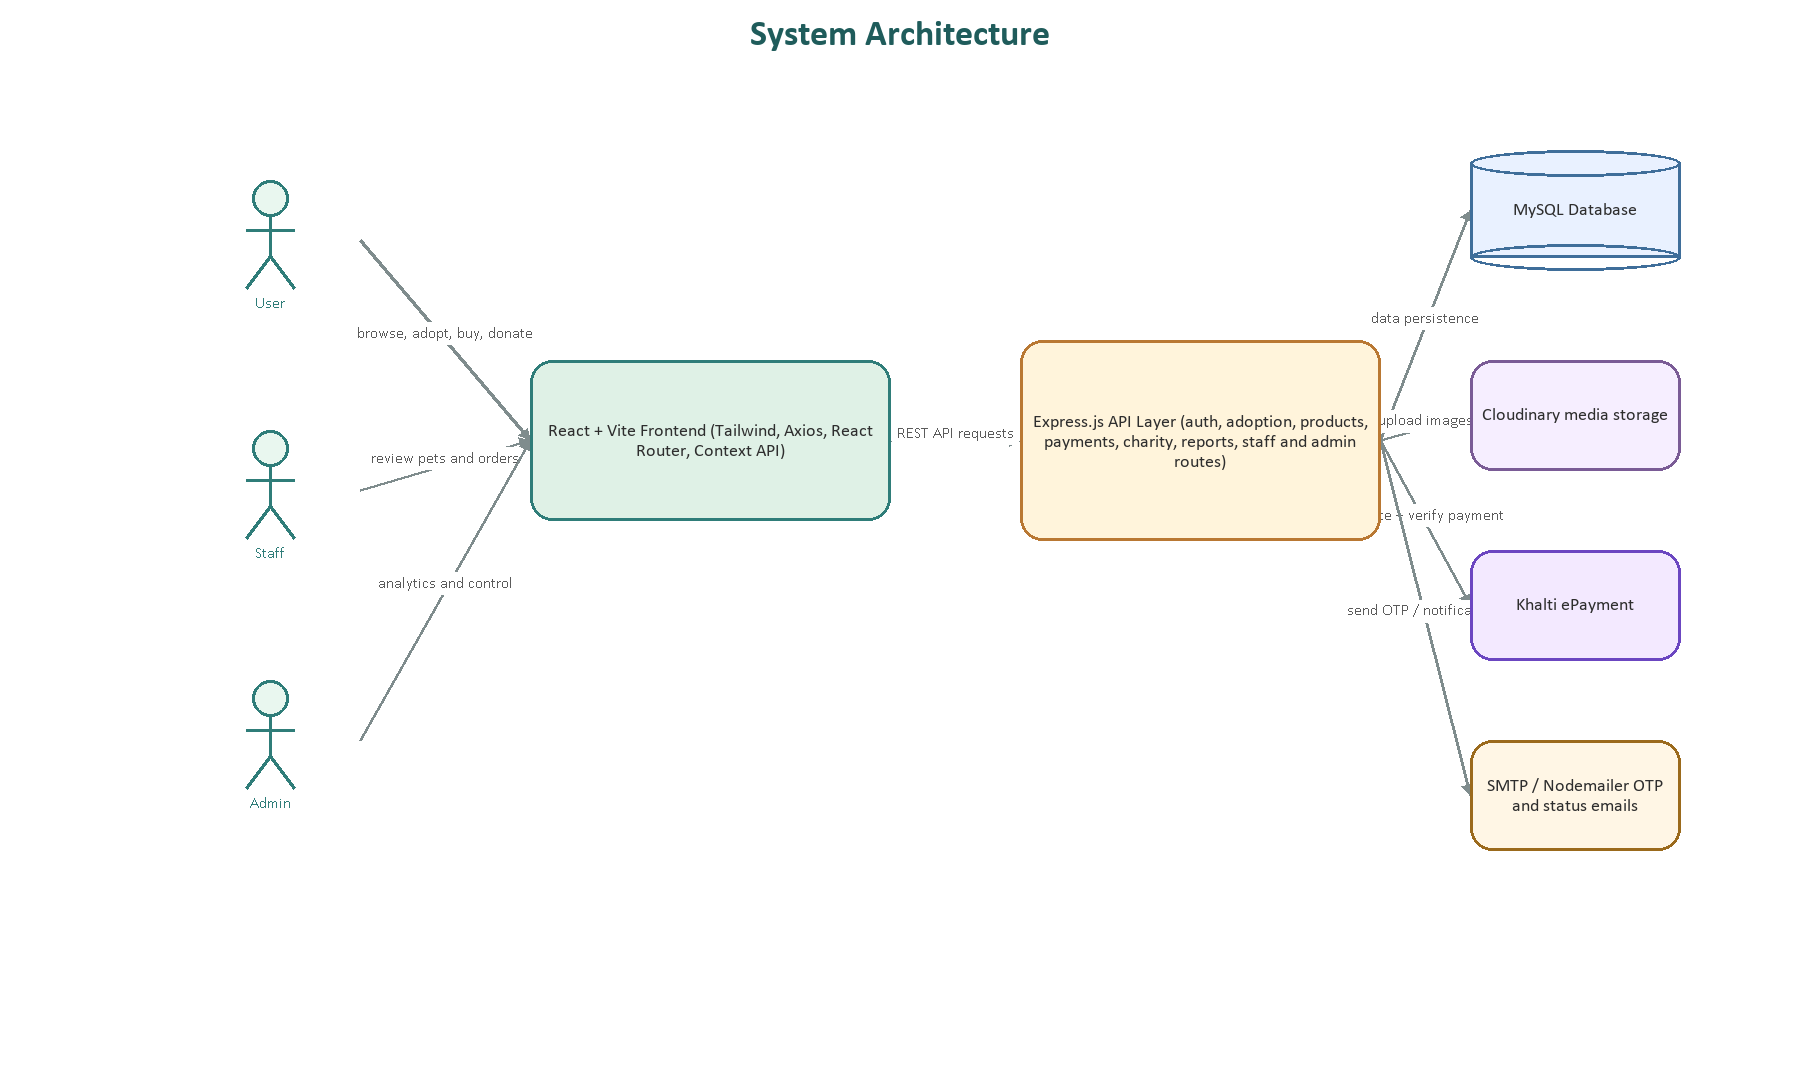 System Architecture
User
browse, adopt, buy, donate
Staff
review pets and orders
Admin
analytics and control
React + Vite Frontend (Tailwind, Axios, React
Router, Context API)
REST API requests
Express.js API Layer (auth, adoption, products,
payments, charity, reports, staff and admin
routes)
data persistence
upload images
verify payment
send OTP /
MySQL Database
Cloudinary media storage
Khalti ePayment
SMTP / Nodemailer OTP
and status emails